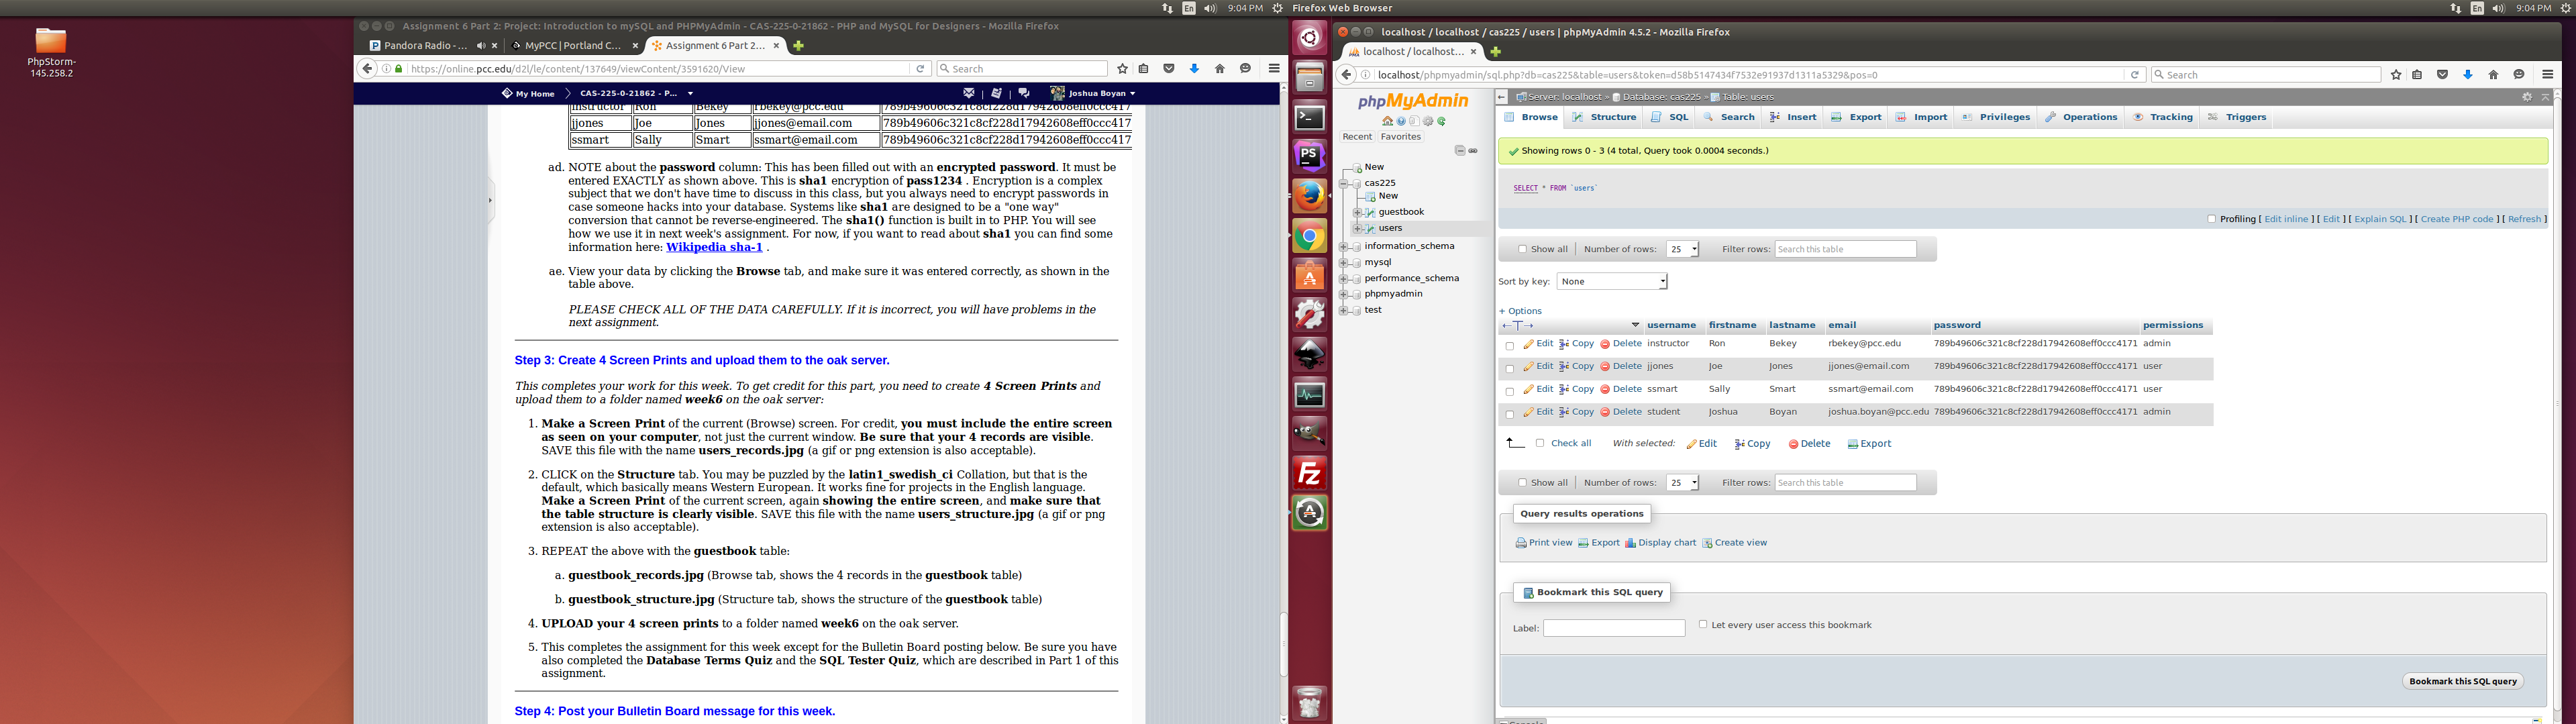 En 9:04 PM Firefox Web Browser En 9:04 PM
PhpStorm-
145.258.2
Assignment 6 Part 2: Project: Introduction to mySQL and PHPMyAdmin - CAS-225-0-21862 - PHP and MySQL for Designers - Mozilla Firefox
Pandora Radio - ... MyPCC | Portland C... Assignment 6 Part 2...
https://online.pcc.edu/d2l/le/content/137649/viewContent/3591620/View Search
My Home CAS-225-0-21862 - P... Joshua Boyan
instructor Ron Bekey rbekey@pcc.edu 789b49606c321c8cf228d17942608eff0ccc417
jjones Joe Jones jjones@email.com 789b49606c321c8cf228d17942608eff0ccc417
ssmart Sally Smart ssmart@email.com 789b49606c321c8cf228d17942608eff0ccc417
ad. NOTE about the password column: This has been filled out with an encrypted password. It must be
entered EXACTLY as shown above. This is sha1 encryption of pass1234 . Encryption is a complex
subject that we don't have time to discuss in this class, but you always need to encrypt passwords in
case someone hacks into your database. Systems like sha1 are designed to be a "one way"
conversion that cannot be reverse-engineered. The sha1() function is built in to PHP. You will see
how we use it in next week's assignment. For now, if you want to read about sha1 you can find some
information here: Wikipedia sha-1 .
ae. View your data by clicking the Browse tab, and make sure it was entered correctly, as shown in the
table above.
PLEASE CHECK ALL OF THE DATA CAREFULLY. If it is incorrect, you will have problems in the
next assignment.
Step 3: Create 4 Screen Prints and upload them to the oak server.
This completes your work for this week. To get credit for this part, you need to create 4 Screen Prints and
upload them to a folder named week6 on the oak server:
1. Make a Screen Print of the current (Browse) screen. For credit, you must include the entire screen
as seen on your computer, not just the current window. Be sure that your 4 records are visible.
SAVE this file with the name users_records.jpg (a gif or png extension is also acceptable).
2. CLICK on the Structure tab. You may be puzzled by the latin1_swedish_ci Collation, but that is the
default, which basically means Western European. It works fine for projects in the English language.
Make a Screen Print of the current screen, again showing the entire screen, and make sure that
the table structure is clearly visible. SAVE this file with the name users_structure.jpg (a gif or png
extension is also acceptable).
3. REPEAT the above with the guestbook table:
a. guestbook_records.jpg (Browse tab, shows the 4 records in the guestbook table)
b. guestbook_structure.jpg (Structure tab, shows the structure of the guestbook table)
4. UPLOAD your 4 screen prints to a folder named week6 on the oak server.
5. This completes the assignment for this week except for the Bulletin Board posting below. Be sure you have
also completed the Database Terms Quiz and the SQL Tester Quiz, which are described in Part 1 of this
assignment.
Step 4: Post your Bulletin Board message for this week.
PS
Fz
localhost / localhost / cas225 / users | phpMyAdmin 4.5.2 - Mozilla Firefox
localhost / localhost...
localhost/phpmyadmin/sql.php?db=cas225&table=users&token=d58b5147434f7532e91937d1311a5329&pos=0 Search
phpMyAdmin
Recent Favorites
New
cas225
New
guestbook
users
information_schema
mysql
performance_schema
phpmyadmin
test
Server: localhost » Database: cas225 » Table: users
Browse Structure SQL Search Insert Export Import Privileges Operations Tracking Triggers
Showing rows 0 - 3 (4 total, Query took 0.0004 seconds.)
SELECT * FROM `users`
Profiling [ Edit inline ] [ Edit ] [ Explain SQL ] [ Create PHP code ] [ Refresh ]
Show all Number of rows: 25 Filter rows: Search this table
Sort by key: None
+ Options
username firstname lastname email password permissions
Edit Copy Delete instructor Ron Bekey rbekey@pcc.edu 789b49606c321c8cf228d17942608eff0ccc4171 admin
Edit Copy Delete jjones Joe Jones jjones@email.com 789b49606c321c8cf228d17942608eff0ccc4171 user
Edit Copy Delete ssmart Sally Smart ssmart@email.com 789b49606c321c8cf228d17942608eff0ccc4171 user
Edit Copy Delete student Joshua Boyan joshua.boyan@pcc.edu 789b49606c321c8cf228d17942608eff0ccc4171 admin
Check all With selected: Edit Copy Delete Export
Show all Number of rows: 25 Filter rows: Search this table
Query results operations
Print view Export Display chart Create view
Bookmark this SQL query
Label: Let every user access this bookmark
Bookmark this SQL query
Console